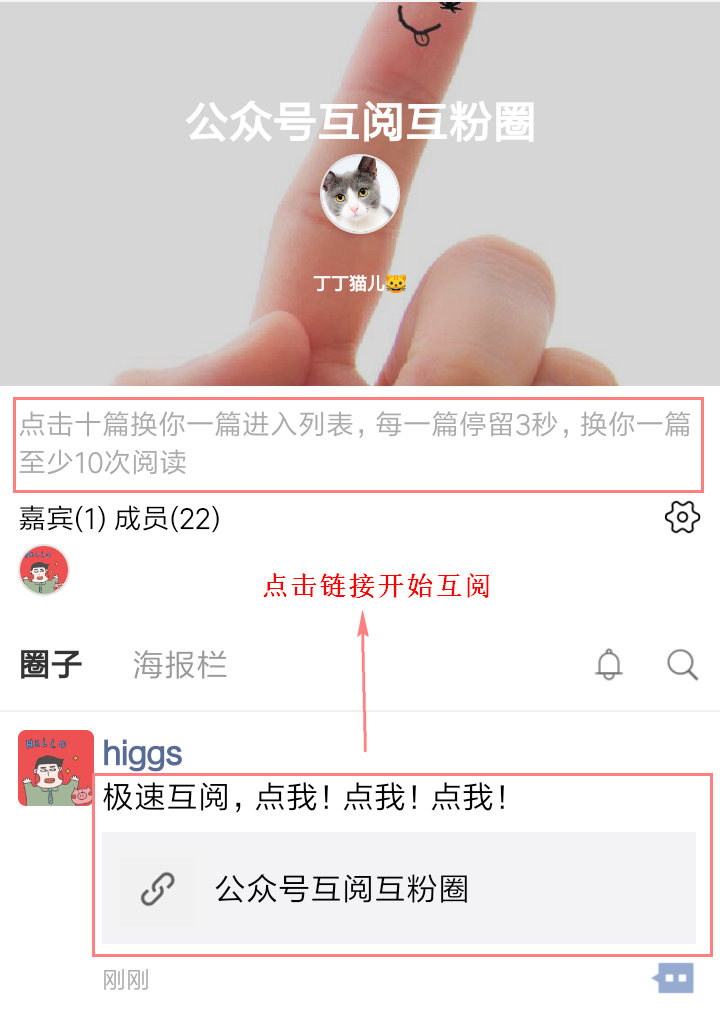 公众号互阅互粉圈
丁丁猫儿😺
点击十篇换你一篇进入列表，每一篇停留3秒，换你一篇
至少10次阅读
嘉宾(1) 成员(22)
点击链接开始互阅
圈子 海报栏
HELLO
higgs
极速互阅，点我！点我！点我！
公众号互阅互粉圈
刚刚